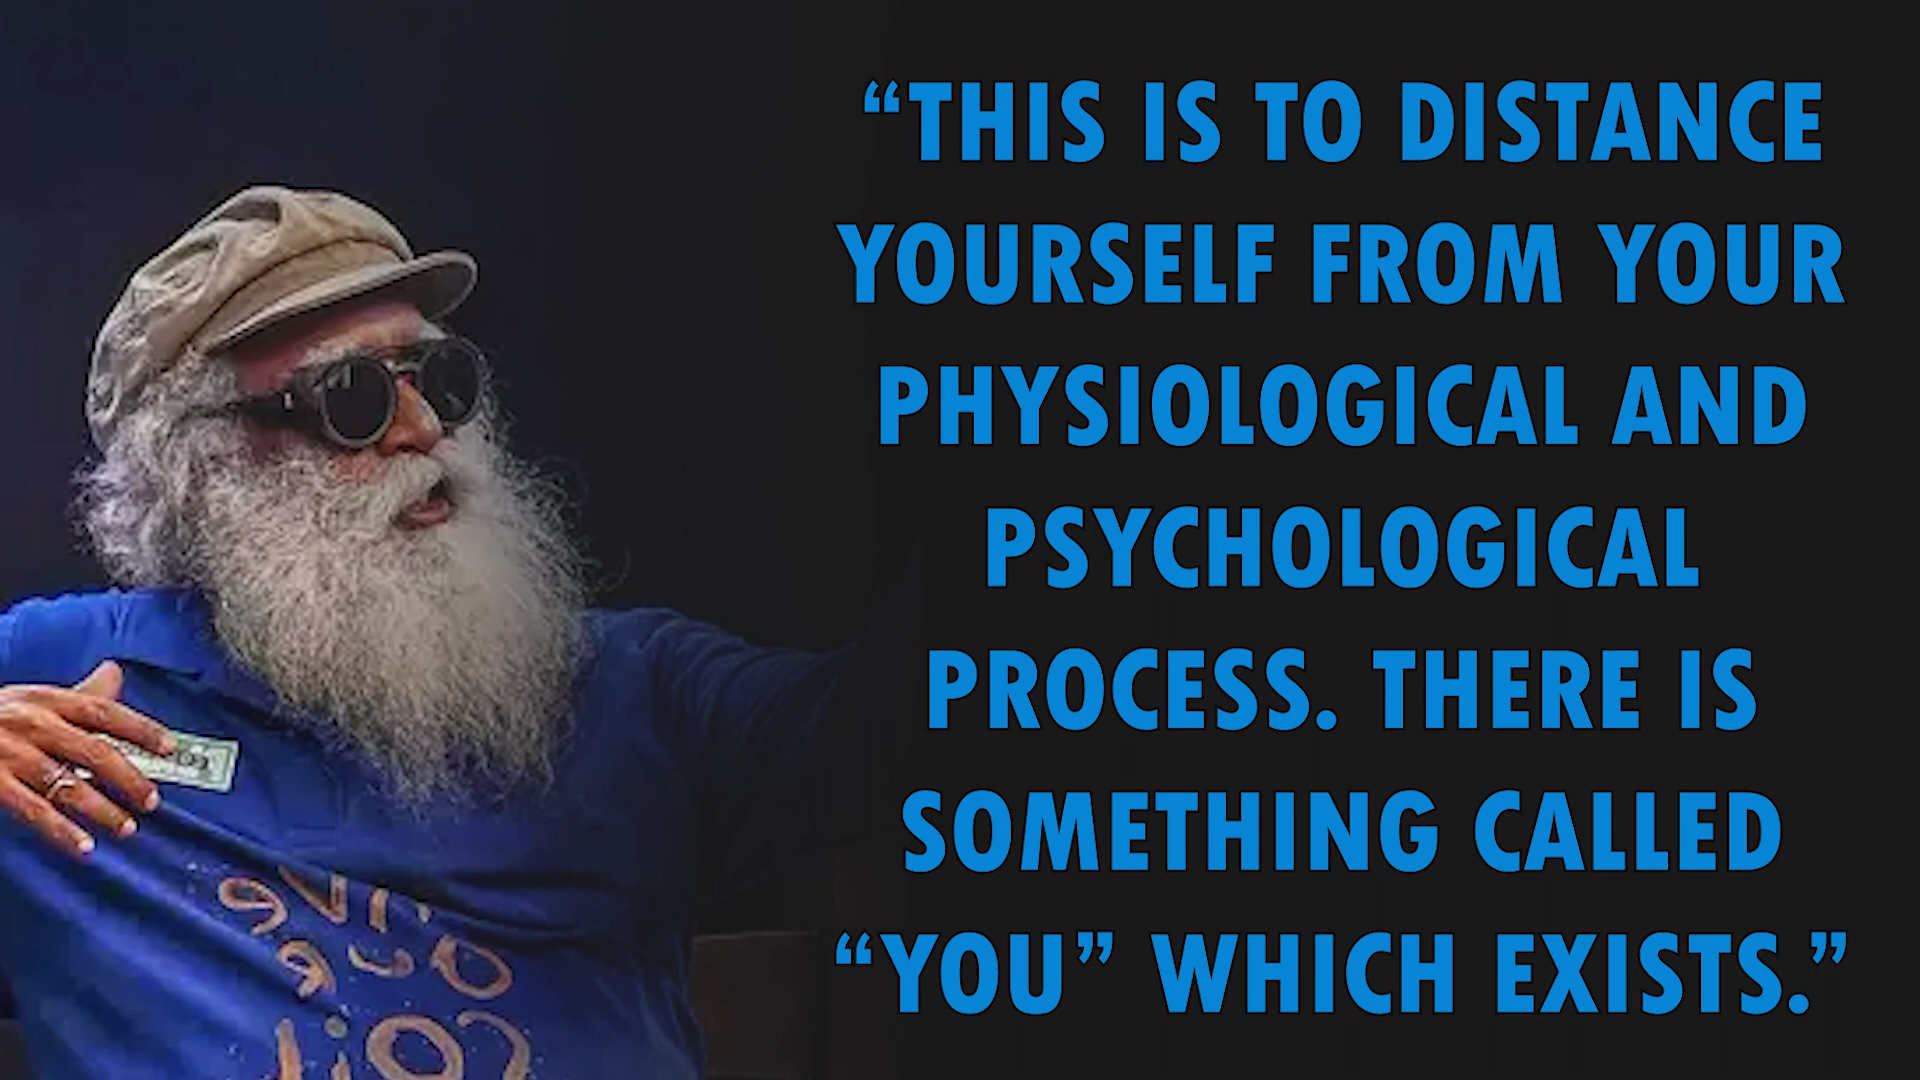 “THIS IS TO DISTANCE
YOURSELF FROM YOUR
PHYSIOLOGICAL AND
PSYCHOLOGICAL
PROCESS. THERE IS
SOMETHING CALLED
“YOU” WHICH EXISTS.”